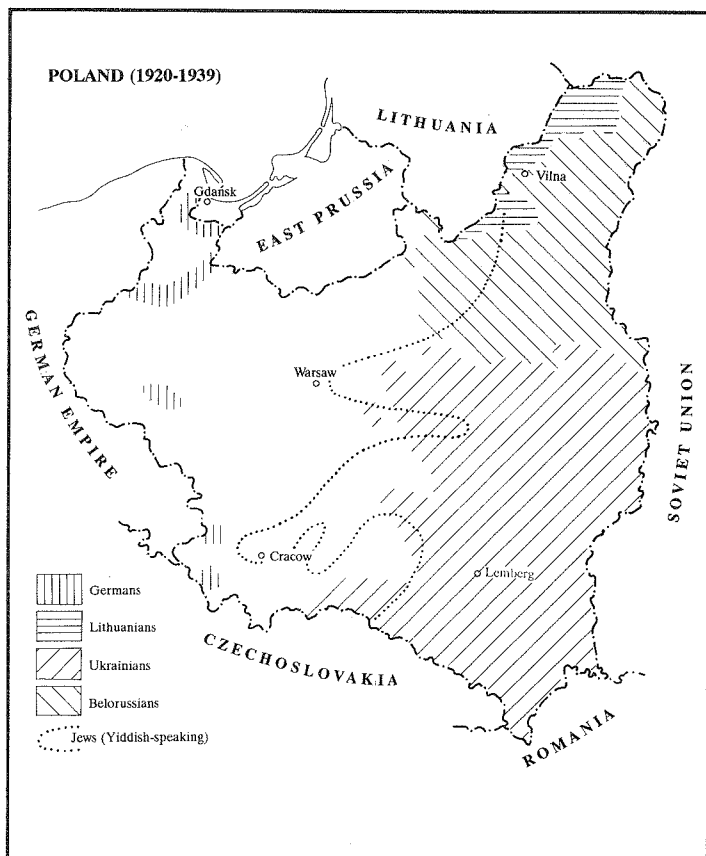 POLAND (1920-1939)
LITHUANIA
Vilna
Gdańsk
EAST PRUSSIA
GERMAN EMPIRE
Warsaw
SOVIET UNION
Cracow
Lemberg
CZECHOSLOVAKIA
ROMANIA
Germans
Lithuanians
Ukrainians
Belorussians
Jews (Yiddish-speaking)